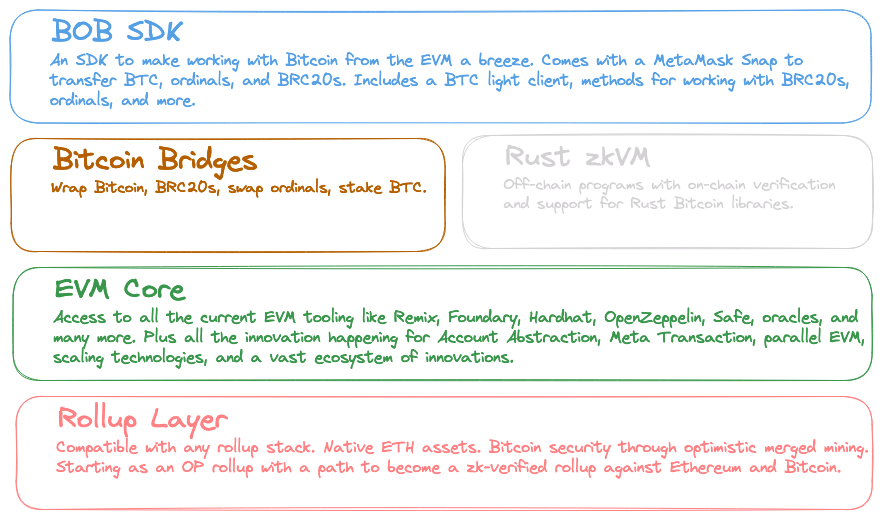 BOB SDK
An SDK to make working with Bitcoin from the EVM a breeze. Comes with a MetaMask Snap to
transfer BTC, ordinals, and BRC20s. Includes a BTC light client, methods for working with BRC20s,
ordinals, and more.
Bitcoin Bridges
Wrap Bitcoin, BRC20s, swap ordinals, stake BTC.
Rust zkVM
Off-chain programs with on-chain verification
and support for Rust Bitcoin libraries.
EVM Core
Access to all the current EVM tooling like Remix, Foundary, Hardhat, OpenZeppelin, Safe, oracles, and
many more. Plus all the innovation happening for Account Abstraction, Meta Transaction, parallel EVM,
scaling technologies, and a vast ecosystem of innovations.
Rollup Layer
Compatible with any rollup stack. Native ETH assets. Bitcoin security through optimistic merged mining.
Starting as an OP rollup with a path to become a zk-verified rollup against Ethereum and Bitcoin.